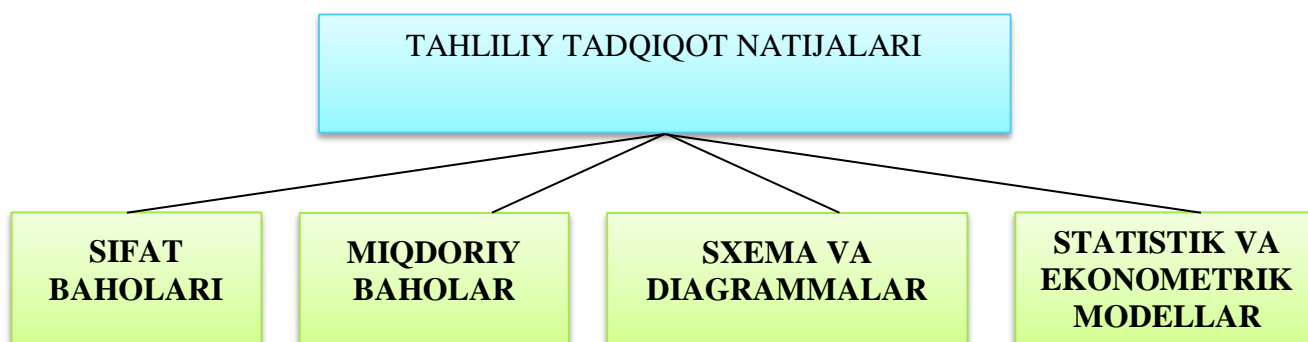 TAHLILIY TADQIQOT NATIJALARI
SIFAT
BAHOLARI
MIQDORIY
BAHOLAR
SXEMA VA
DIAGRAMMALAR
STATISTIK VA
EKONOMETRIK
MODELLAR